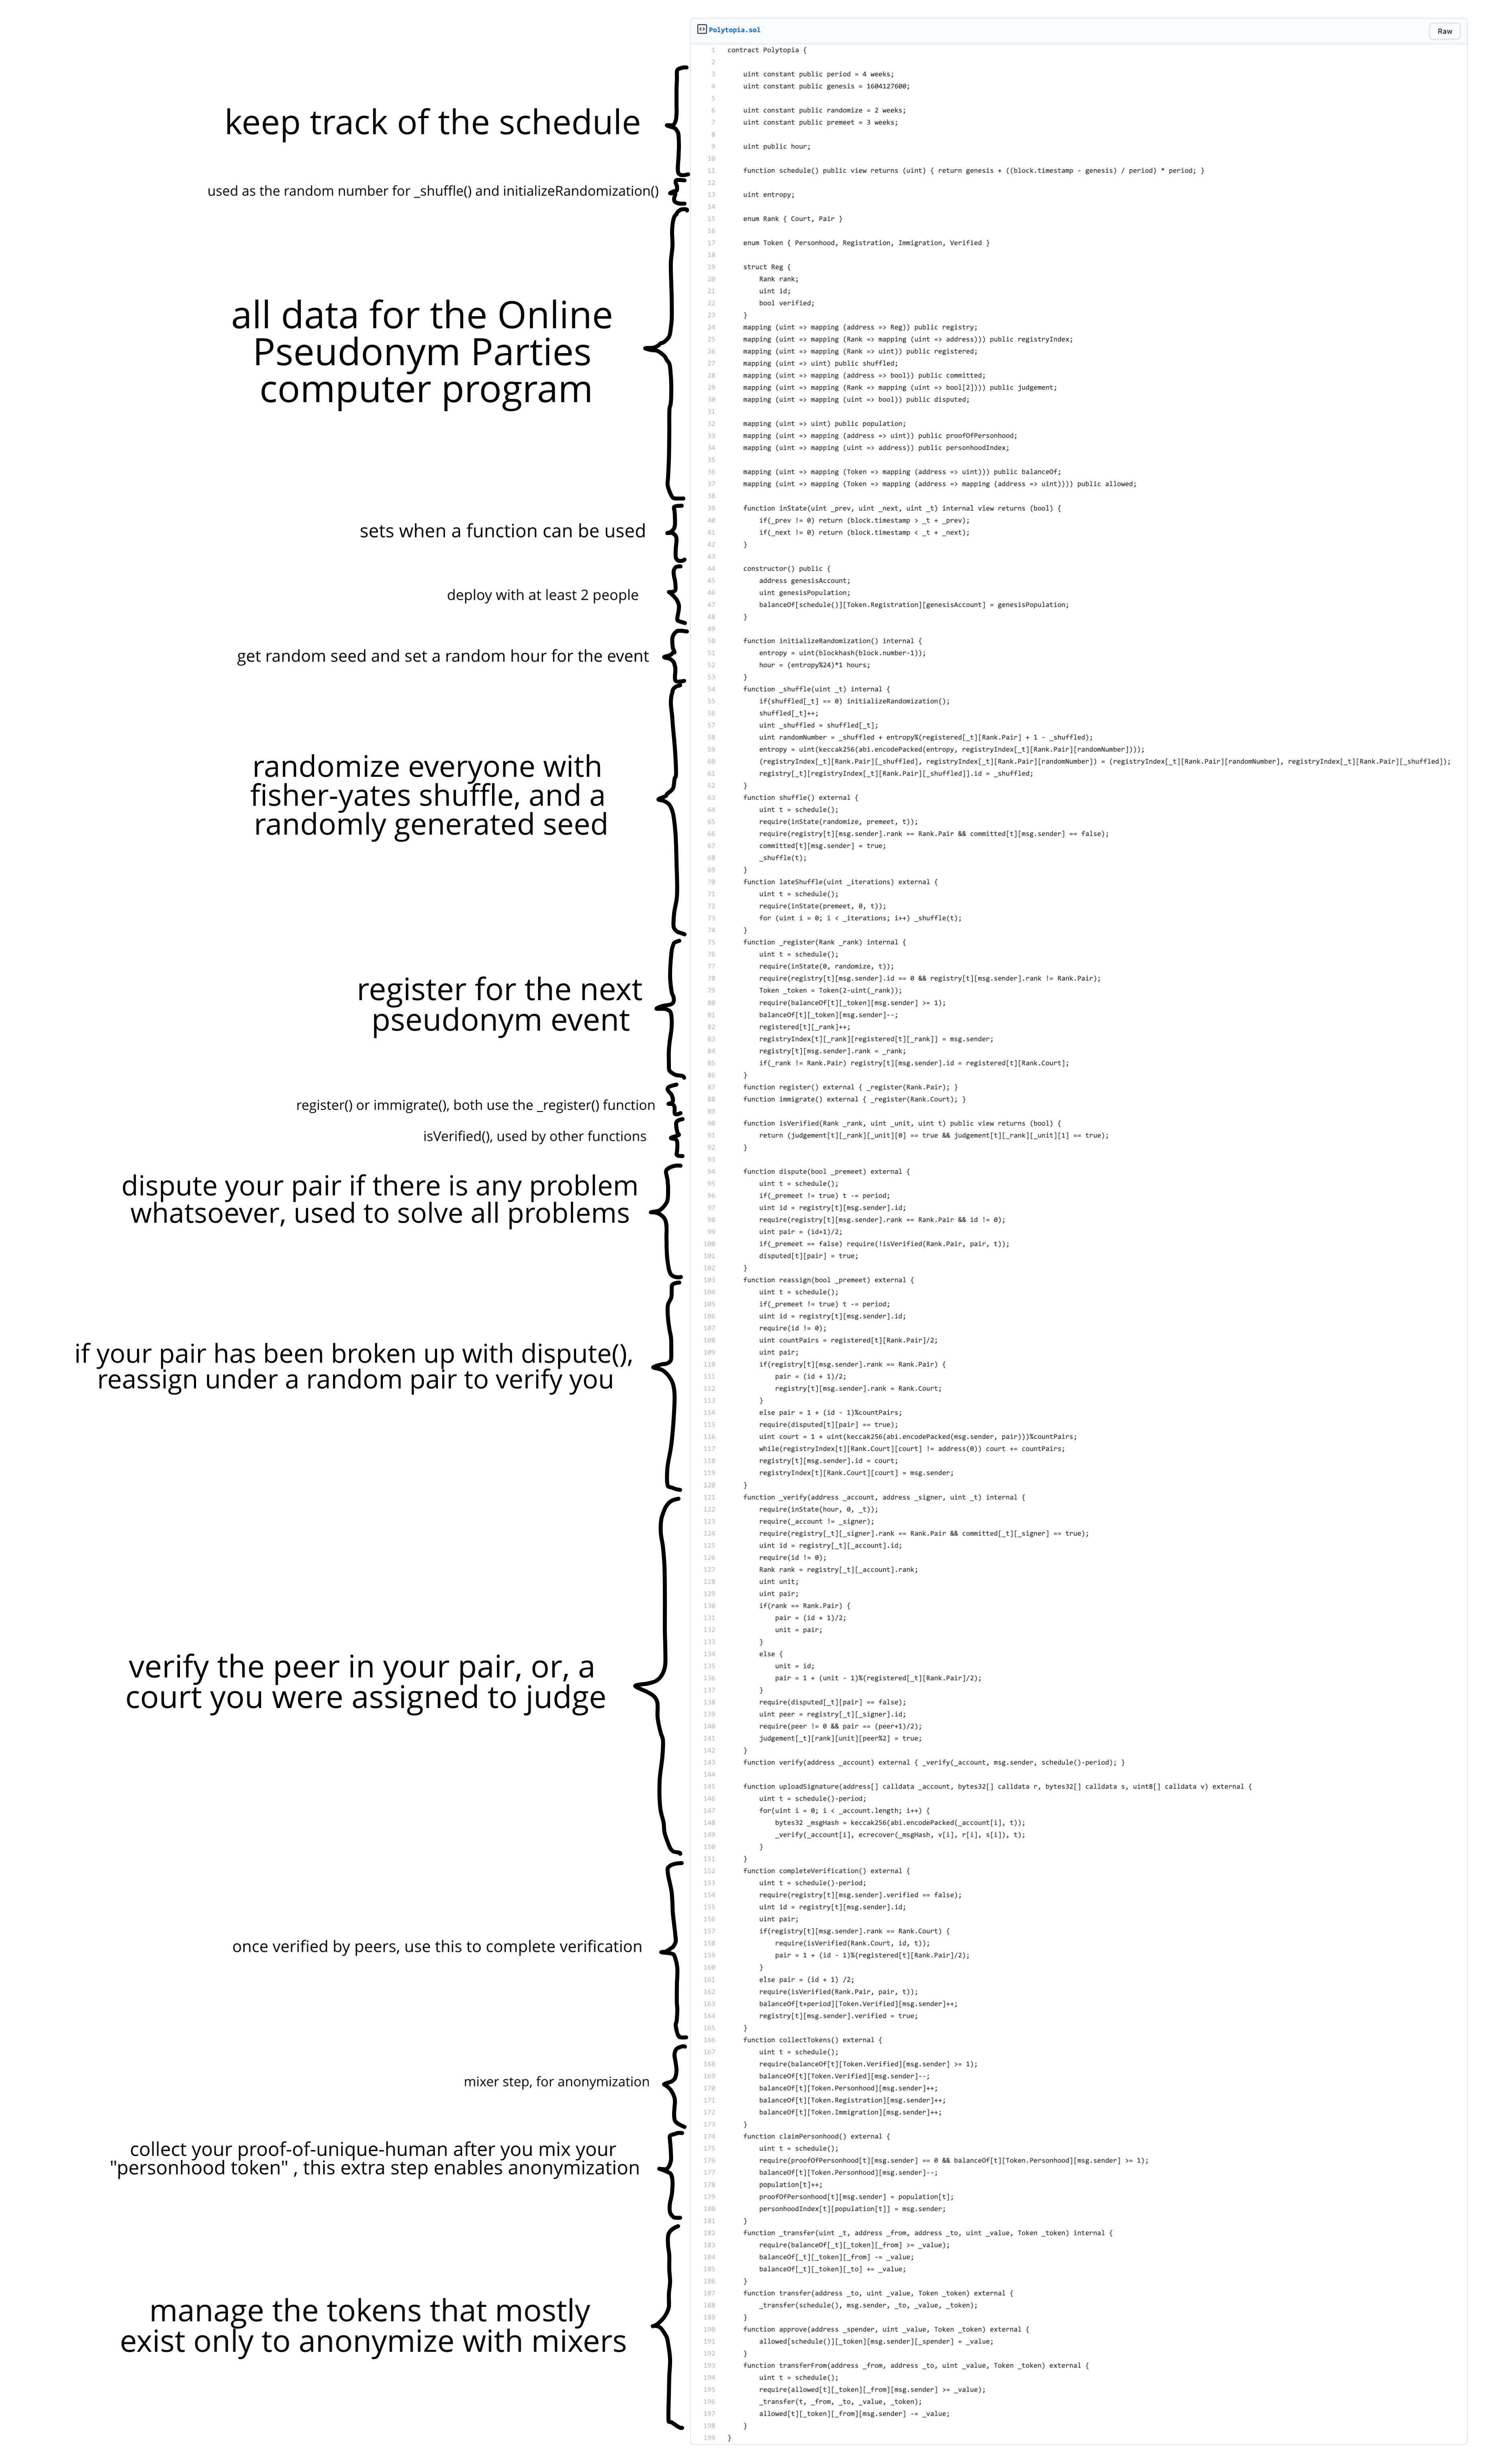 keep track of the schedule
used as the random number for _shuffle() and initializeRandomization()
all data for the Online
Pseudonym Parties
computer program
sets when a function can be used
deploy with at least 2 people
get random seed and set a random hour for the event
randomize everyone with
fisher-yates shuffle, and a
randomly generated seed
register for the next
pseudonym event
register() or immigrate(), both use the _register() function
isVerified(), used by other functions
dispute your pair if there is any problem
whatsoever, used to solve all problems
if your pair has been broken up with dispute(),
reassign under a random pair to verify you
verify the peer in your pair, or, a
court you were assigned to judge
once verified by peers, use this to complete verification
mixer step, for anonymization
collect your proof-of-unique-human after you mix your
"personhood token" , this extra step enables anonymization
manage the tokens that mostly
exist only to anonymize with mixers
Polytopia.sol Raw
1 contract Polytopia {
2
3 uint constant public period = 4 weeks;
4 uint constant public genesis = 1604127600;
5
6 uint constant public randomize = 2 weeks;
7 uint constant public premeet = 3 weeks;
8
9 uint public hour;
10
11 function schedule() public view returns (uint) { return genesis + ((block.timestamp - genesis) / period) * period; }
12
13 uint entropy;
14
15 enum Rank { Court, Pair }
16
17 enum Token { Personhood, Registration, Immigration, Verified }
18
19 struct Reg {
20 Rank rank;
21 uint id;
22 bool verified;
23 }
24 mapping (uint => mapping (address => Reg)) public registry;
25 mapping (uint => mapping (Rank => mapping (uint => address))) public registryIndex;
26 mapping (uint => mapping (Rank => uint)) public registered;
27 mapping (uint => uint) public shuffled;
28 mapping (uint => mapping (address => bool)) public committed;
29 mapping (uint => mapping (Rank => mapping (uint => bool[2]))) public judgement;
30 mapping (uint => mapping (uint => bool)) public disputed;
31
32 mapping (uint => uint) public population;
33 mapping (uint => mapping (address => uint)) public proofOfPersonhood;
34 mapping (uint => mapping (uint => address)) public personhoodIndex;
35
36 mapping (uint => mapping (Token => mapping (address => uint))) public balanceOf;
37 mapping (uint => mapping (Token => mapping (address => mapping (address => uint)))) public allowed;
38
39 function inState(uint _prev, uint _next, uint _t) internal view returns (bool) {
40 if(_prev != 0) return (block.timestamp > _t + _prev);
41 if(_next != 0) return (block.timestamp < _t + _next);
42 }
43
44 constructor() public {
45 address genesisAccount;
46 uint genesisPopulation;
47 balanceOf[schedule()][Token.Registration][genesisAccount] = genesisPopulation;
48 }
49
50 function initializeRandomization() internal {
51 entropy = uint(blockhash(block.number-1));
52 hour = (entropy%24)*1 hours;
53 }
54 function _shuffle(uint _t) internal {
55 if(shuffled[_t] == 0) initializeRandomization();
56 shuffled[_t]++;
57 uint _shuffled = shuffled[_t];
58 uint randomNumber = _shuffled + entropy%(registered[_t][Rank.Pair] + 1 - _shuffled);
59 entropy = uint(keccak256(abi.encodePacked(entropy, registryIndex[_t][Rank.Pair][randomNumber])));
60 (registryIndex[_t][Rank.Pair][_shuffled], registryIndex[_t][Rank.Pair][randomNumber]) = (registryIndex[_t][Rank.Pair][randomNumber], registryIndex[_t][Rank.Pair][_shuffled]);
61 registry[_t][registryIndex[_t][Rank.Pair][_shuffled]].id = _shuffled;
62 }
63 function shuffle() external {
64 uint t = schedule();
65 require(inState(randomize, premeet, t));
66 require(registry[t][msg.sender].rank == Rank.Pair && committed[t][msg.sender] == false);
67 committed[t][msg.sender] = true;
68 _shuffle(t);
69 }
70 function lateShuffle(uint _iterations) external {
71 uint t = schedule();
72 require(inState(premeet, 0, t));
73 for (uint i = 0; i < _iterations; i++) _shuffle(t);
74 }
75 function _register(Rank _rank) internal {
76 uint t = schedule();
77 require(inState(0, randomize, t));
78 require(registry[t][msg.sender].id == 0 && registry[t][msg.sender].rank != Rank.Pair);
79 Token _token = Token(2-uint(_rank));
80 require(balanceOf[t][_token][msg.sender] >= 1);
81 balanceOf[t][_token][msg.sender]--;
82 registered[t][_rank]++;
83 registryIndex[t][_rank][registered[t][_rank]] = msg.sender;
84 registry[t][msg.sender].rank = _rank;
85 if(_rank != Rank.Pair) registry[t][msg.sender].id = registered[t][Rank.Court];
86 }
87 function register() external { _register(Rank.Pair); }
88 function immigrate() external { _register(Rank.Court); }
89
90 function isVerified(Rank _rank, uint _unit, uint t) public view returns (bool) {
91 return (judgement[t][_rank][_unit][0] == true && judgement[t][_rank][_unit][1] == true);
92 }
93
94 function dispute(bool _premeet) external {
95 uint t = schedule();
96 if(_premeet != true) t -= period;
97 uint id = registry[t][msg.sender].id;
98 require(registry[t][msg.sender].rank == Rank.Pair && id != 0);
99 uint pair = (id+1)/2;
100 if(_premeet == false) require(!isVerified(Rank.Pair, pair, t));
101 disputed[t][pair] = true;
102 }
103 function reassign(bool _premeet) external {
104 uint t = schedule();
105 if(_premeet != true) t -= period;
106 uint id = registry[t][msg.sender].id;
107 require(id != 0);
108 uint countPairs = registered[t][Rank.Pair]/2;
109 uint pair;
110 if(registry[t][msg.sender].rank == Rank.Pair) {
111 pair = (id + 1)/2;
112 registry[t][msg.sender].rank = Rank.Court;
113 }
114 else pair = 1 + (id - 1)%countPairs;
115 require(disputed[t][pair] == true);
116 uint court = 1 + uint(keccak256(abi.encodePacked(msg.sender, pair)))%countPairs;
117 while(registryIndex[t][Rank.Court][court] != address(0)) court += countPairs;
118 registry[t][msg.sender].id = court;
119 registryIndex[t][Rank.Court][court] = msg.sender;
120 }
121 function _verify(address _account, address _signer, uint _t) internal {
122 require(inState(hour, 0, _t));
123 require(_account != _signer);
124 require(registry[_t][_signer].rank == Rank.Pair && committed[_t][_signer] == true);
125 uint id = registry[_t][_account].id;
126 require(id != 0);
127 Rank rank = registry[_t][_account].rank;
128 uint unit;
129 uint pair;
130 if(rank == Rank.Pair) {
131 pair = (id + 1)/2;
132 unit = pair;
133 }
134 else {
135 unit = id;
136 pair = 1 + (unit - 1)%(registered[_t][Rank.Pair]/2);
137 }
138 require(disputed[_t][pair] == false);
139 uint peer = registry[_t][_signer].id;
140 require(peer != 0 && pair == (peer+1)/2);
141 judgement[_t][rank][unit][peer%2] = true;
142 }
143 function verify(address _account) external { _verify(_account, msg.sender, schedule()-period); }
144
145 function uploadSignature(address[] calldata _account, bytes32[] calldata r, bytes32[] calldata s, uint8[] calldata v) external {
146 uint t = schedule()-period;
147 for(uint i = 0; i < _account.length; i++) {
148 bytes32 _msgHash = keccak256(abi.encodePacked(_account[i], t));
149 _verify(_account[i], ecrecover(_msgHash, v[i], r[i], s[i]), t);
150 }
151 }
152 function completeVerification() external {
153 uint t = schedule()-period;
154 require(registry[t][msg.sender].verified == false);
155 uint id = registry[t][msg.sender].id;
156 uint pair;
157 if(registry[t][msg.sender].rank == Rank.Court) {
158 require(isVerified(Rank.Court, id, t));
159 pair = 1 + (id - 1)%(registered[t][Rank.Pair]/2);
160 }
161 else pair = (id + 1) /2;
162 require(isVerified(Rank.Pair, pair, t));
163 balanceOf[t+period][Token.Verified][msg.sender]++;
164 registry[t][msg.sender].verified = true;
165 }
166 function collectTokens() external {
167 uint t = schedule();
168 require(balanceOf[t][Token.Verified][msg.sender] >= 1);
169 balanceOf[t][Token.Verified][msg.sender]--;
170 balanceOf[t][Token.Personhood][msg.sender]++;
171 balanceOf[t][Token.Registration][msg.sender]++;
172 balanceOf[t][Token.Immigration][msg.sender]++;
173 }
174 function claimPersonhood() external {
175 uint t = schedule();
176 require(proofOfPersonhood[t][msg.sender] == 0 && balanceOf[t][Token.Personhood][msg.sender] >= 1);
177 balanceOf[t][Token.Personhood][msg.sender]--;
178 population[t]++;
179 proofOfPersonhood[t][msg.sender] = population[t];
180 personhoodIndex[t][population[t]] = msg.sender;
181 }
182 function _transfer(uint _t, address _from, address _to, uint _value, Token _token) internal {
183 require(balanceOf[_t][_token][_from] >= _value);
184 balanceOf[_t][_token][_from] -= _value;
185 balanceOf[_t][_token][_to] += _value;
186 }
187 function transfer(address _to, uint _value, Token _token) external {
188 _transfer(schedule(), msg.sender, _to, _value, _token);
189 }
190 function approve(address _spender, uint _value, Token _token) external {
191 allowed[schedule()][_token][msg.sender][_spender] = _value;
192 }
193 function transferFrom(address _from, address _to, uint _value, Token _token) external {
194 uint t = schedule();
195 require(allowed[t][_token][_from][msg.sender] >= _value);
196 _transfer(t, _from, _to, _value, _token);
197 allowed[t][_token][_from][msg.sender] -= _value;
198 }
199 }